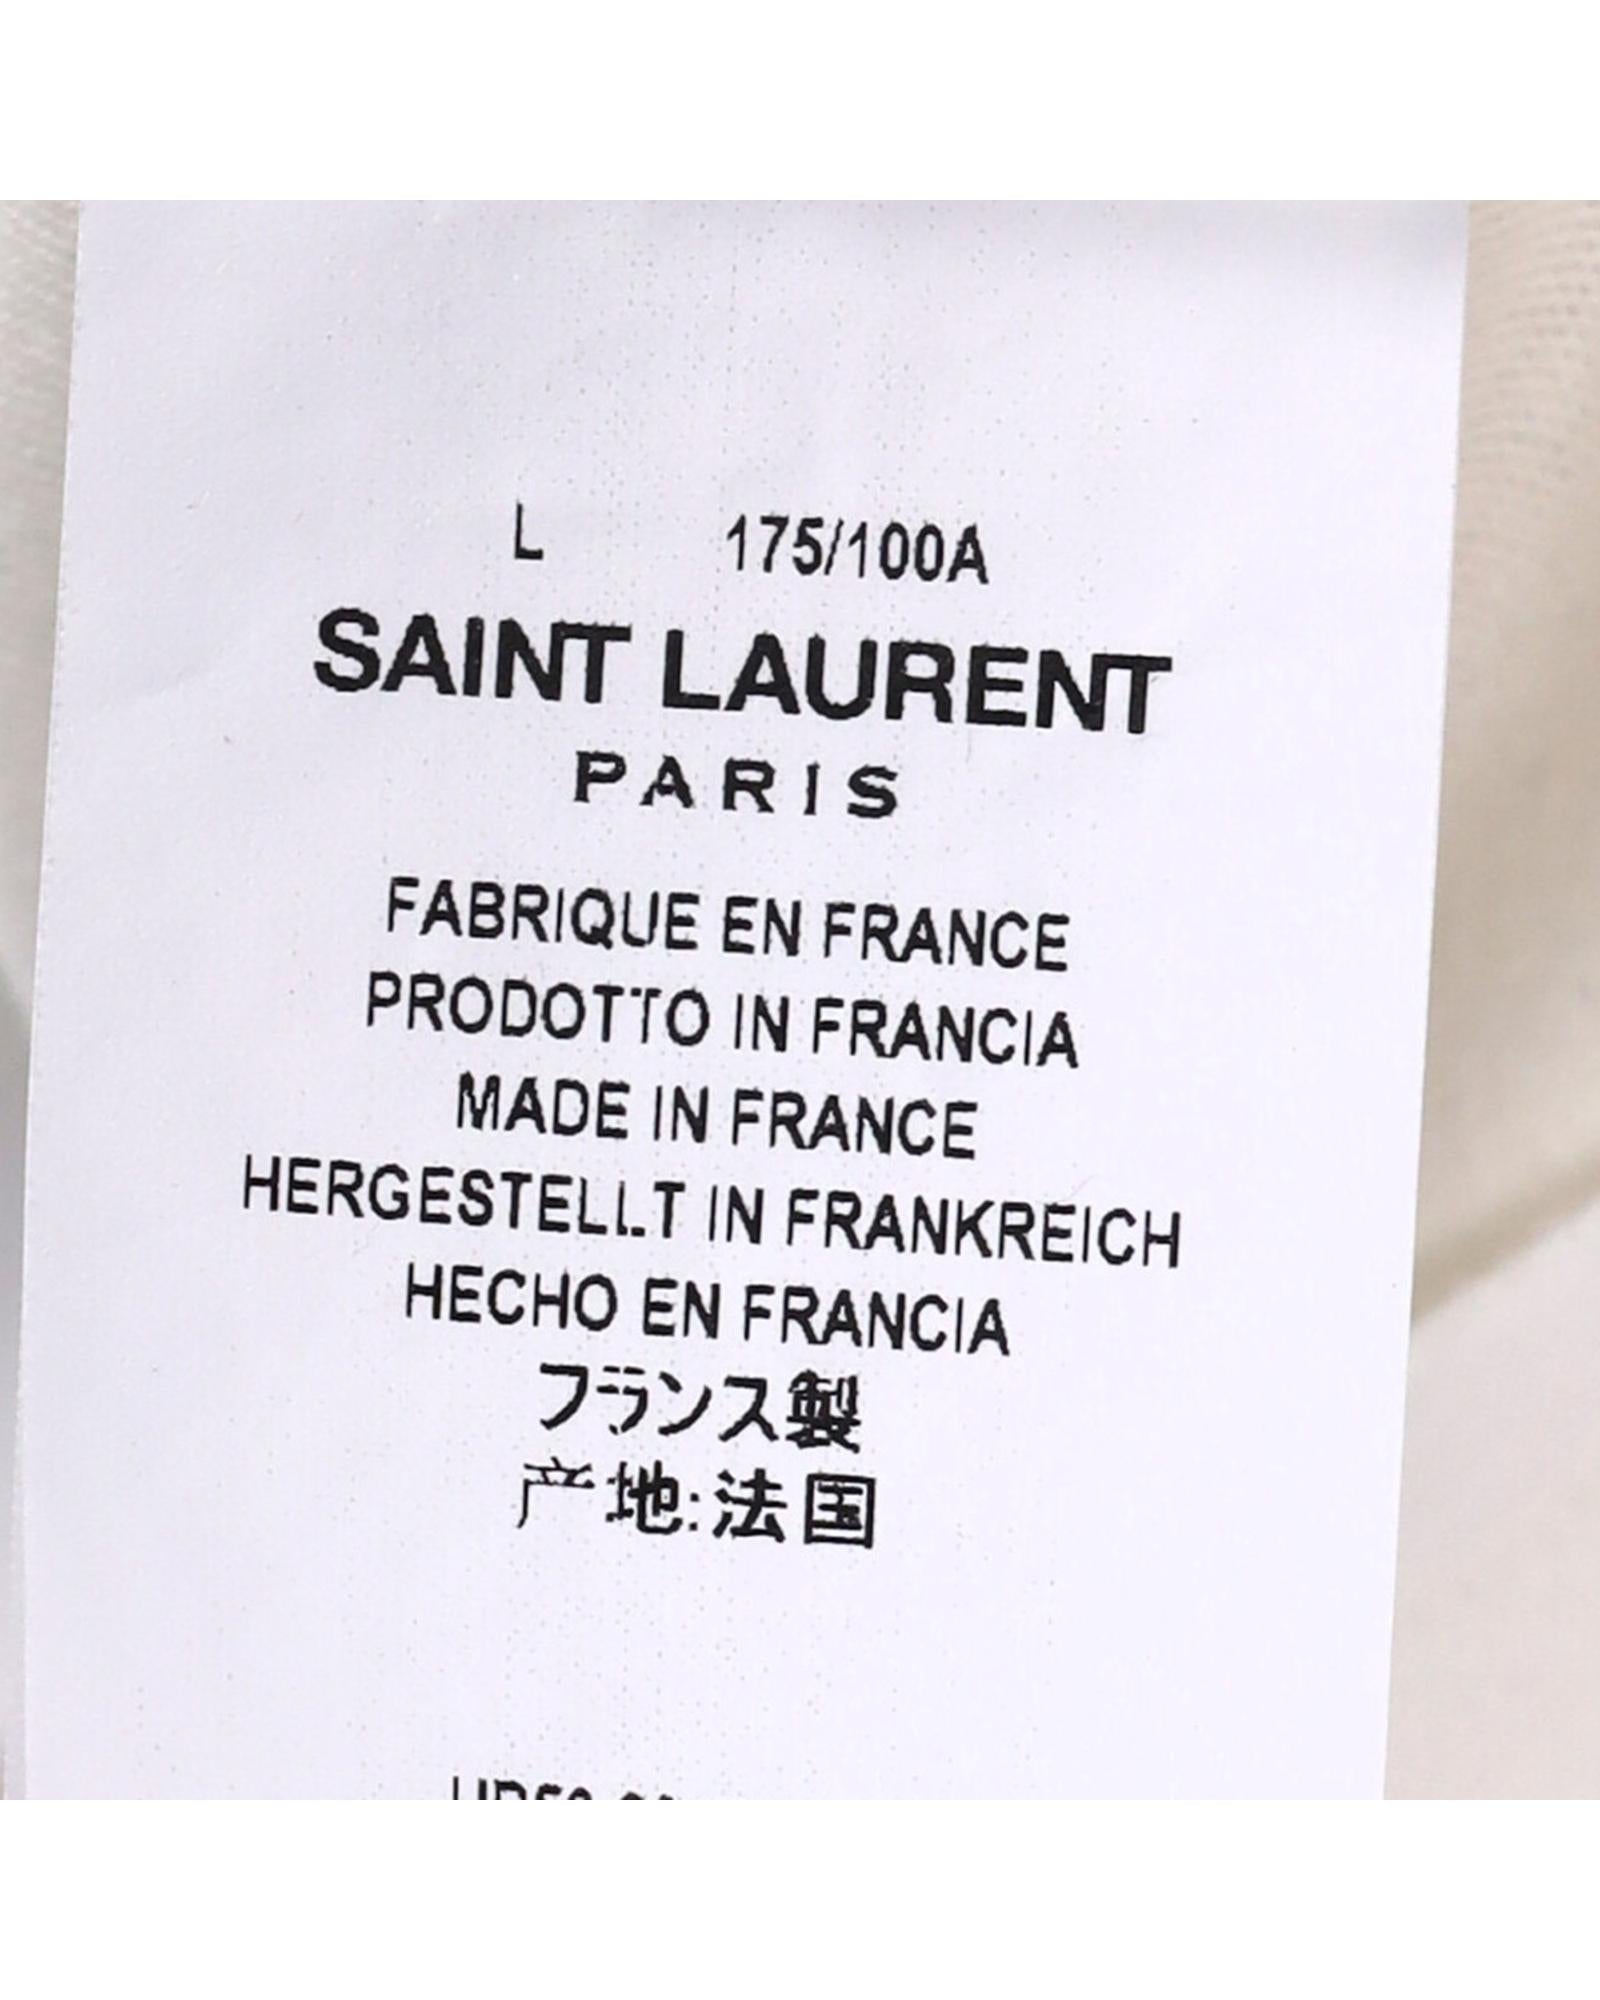 L 175/100A
SAINT LAURENT
PARIS
FABRIQUE EN FRANCE
PRODOTTO IN FRANCIA
MADE IN FRANCE
HERGESTELLT IN FRANKREICH
HECHO EN FRANCIA
フランス製
产地:法国